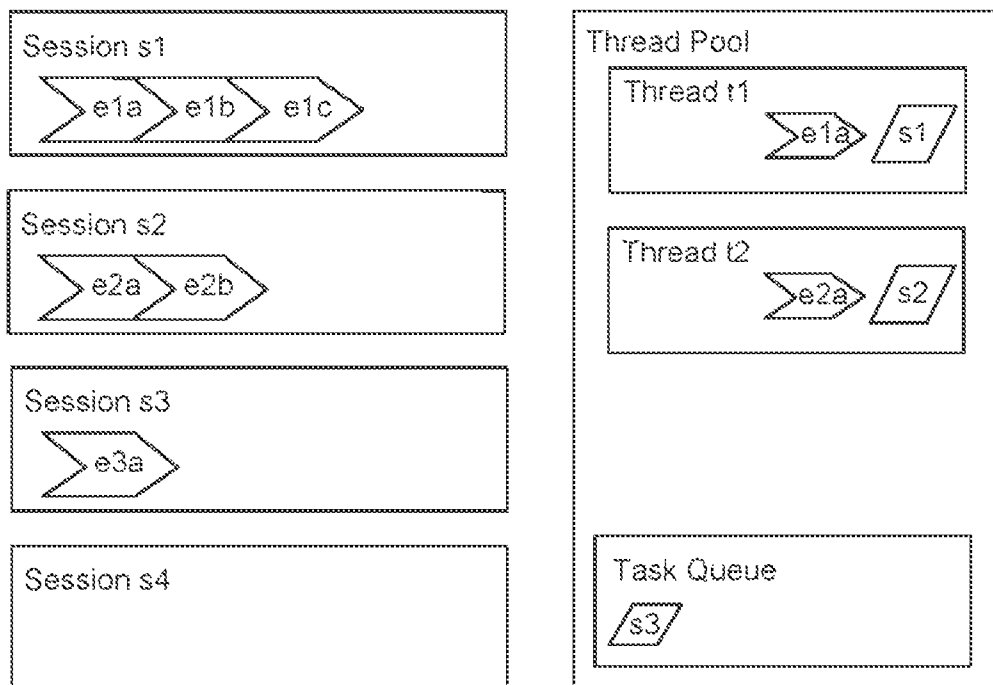 Session s1
e1a e1b e1c
Session s2
e2a e2b
Session s3
e3a
Session s4
Thread Pool
Thread t1
e1a s1
Thread t2
e2a s2
Task Queue
s3